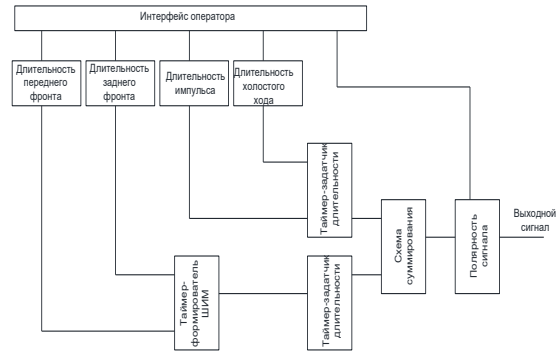 Интерфейс оператора
Длительность
переднего
фронта
Длительность
заднего
фронта
Длительность
импульса
Длительность
холостого
хода
Таймер-задатчик
длительности
Схема
суммирования
Полярность
сигнала
Выходной
сигнал
Таймер-
формирователь
ШИМ
Таймер-задатчик
длительности